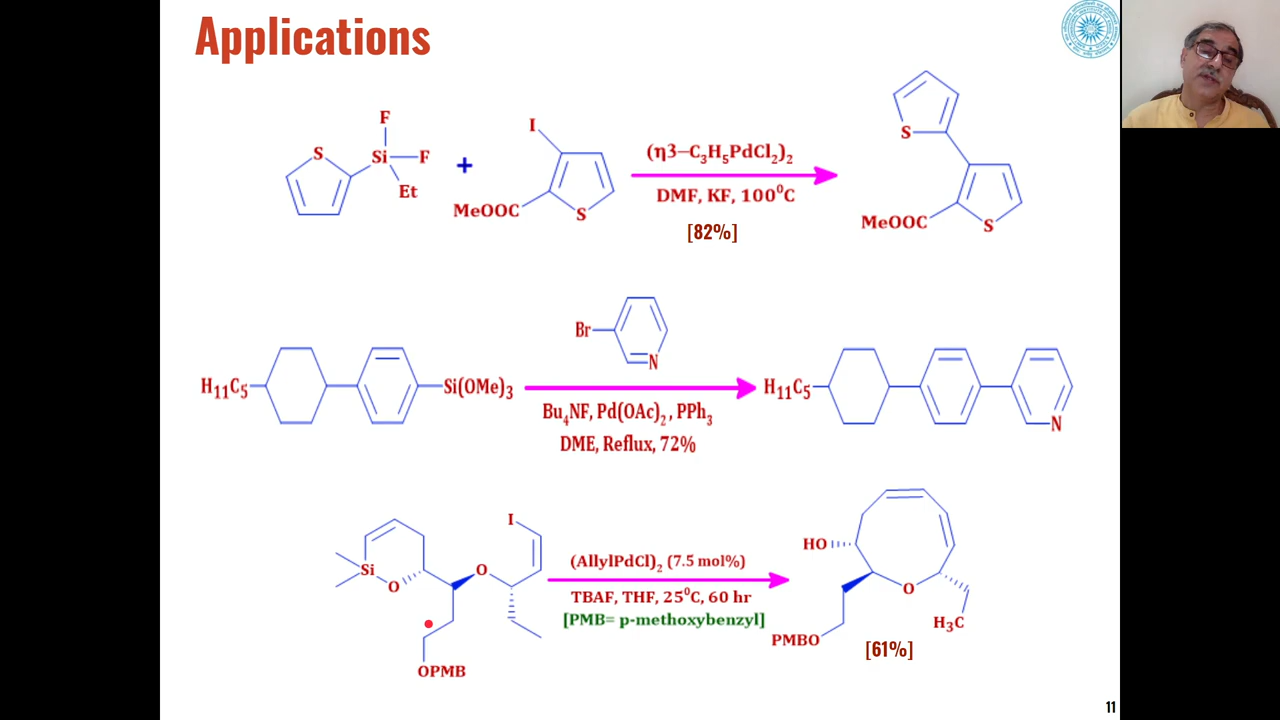 Applications
F
S
Si
F
Et
+
I
MeOOC
S
(η3–C₃H₅PdCl₂)₂
DMF, KF, 100⁰C
[82%]
S
MeOOC
S
Br
N
H₁₁C₅
Si(OMe)₃
Bu₄NF, Pd(OAc)₂, PPh₃
DME, Reflux, 72%
H₁₁C₅
N
Si
O
O
I
OPMB
(AllylPdCl)₂ (7.5 mol%)
TBAF, THF, 25⁰C, 60 hr
[PMB= p-methoxybenzyl]
HO
O
H₃C
PMBO
[61%]
11